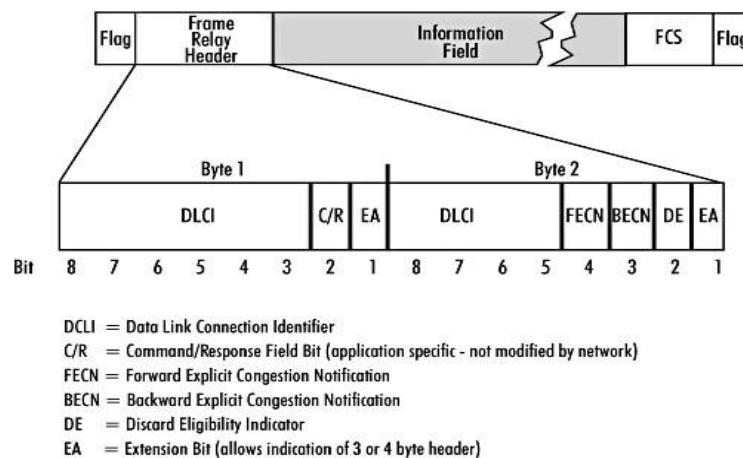 Flag Frame Relay Header Information Field FCS Flag
Byte 1 Byte 2
DLCI C/R EA DLCI FECN BECN DE EA
Bit 8 7 6 5 4 3 2 1 8 7 6 5 4 3 2 1
DCLI = Data Link Connection Identifier
C/R = Command/Response Field Bit (application specific - not modified by network)
FECN = Forward Explicit Congestion Notification
BECN = Backward Explicit Congestion Notification
DE = Discard Eligibility Indicator
EA = Extension Bit (allows indication of 3 or 4 byte header)